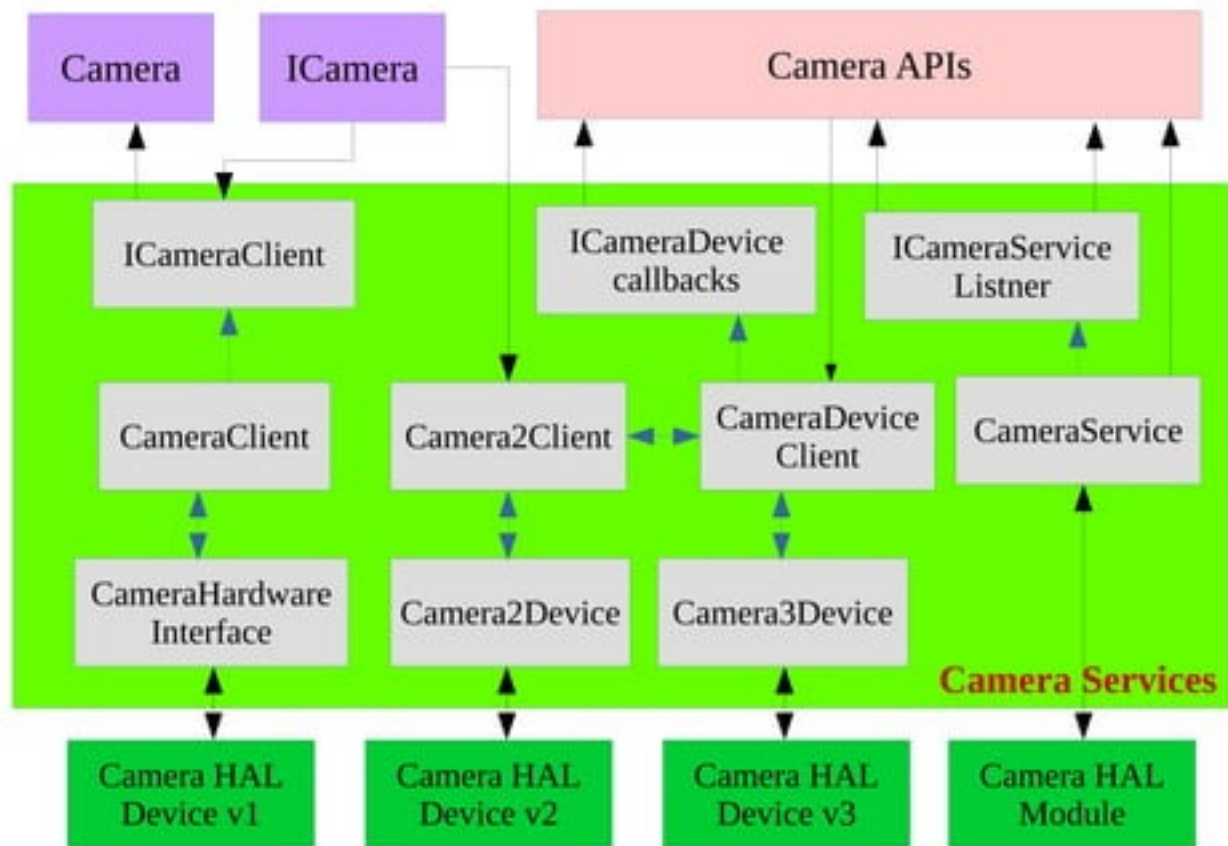 Camera
ICamera
Camera APIs
ICameraClient
ICameraDevice
callbacks
ICameraService
Listner
CameraClient
Camera2Client
CameraDevice
Client
CameraService
CameraHardware
Interface
Camera2Device
Camera3Device
Camera Services
Camera HAL
Device v1
Camera HAL
Device v2
Camera HAL
Device v3
Camera HAL
Module